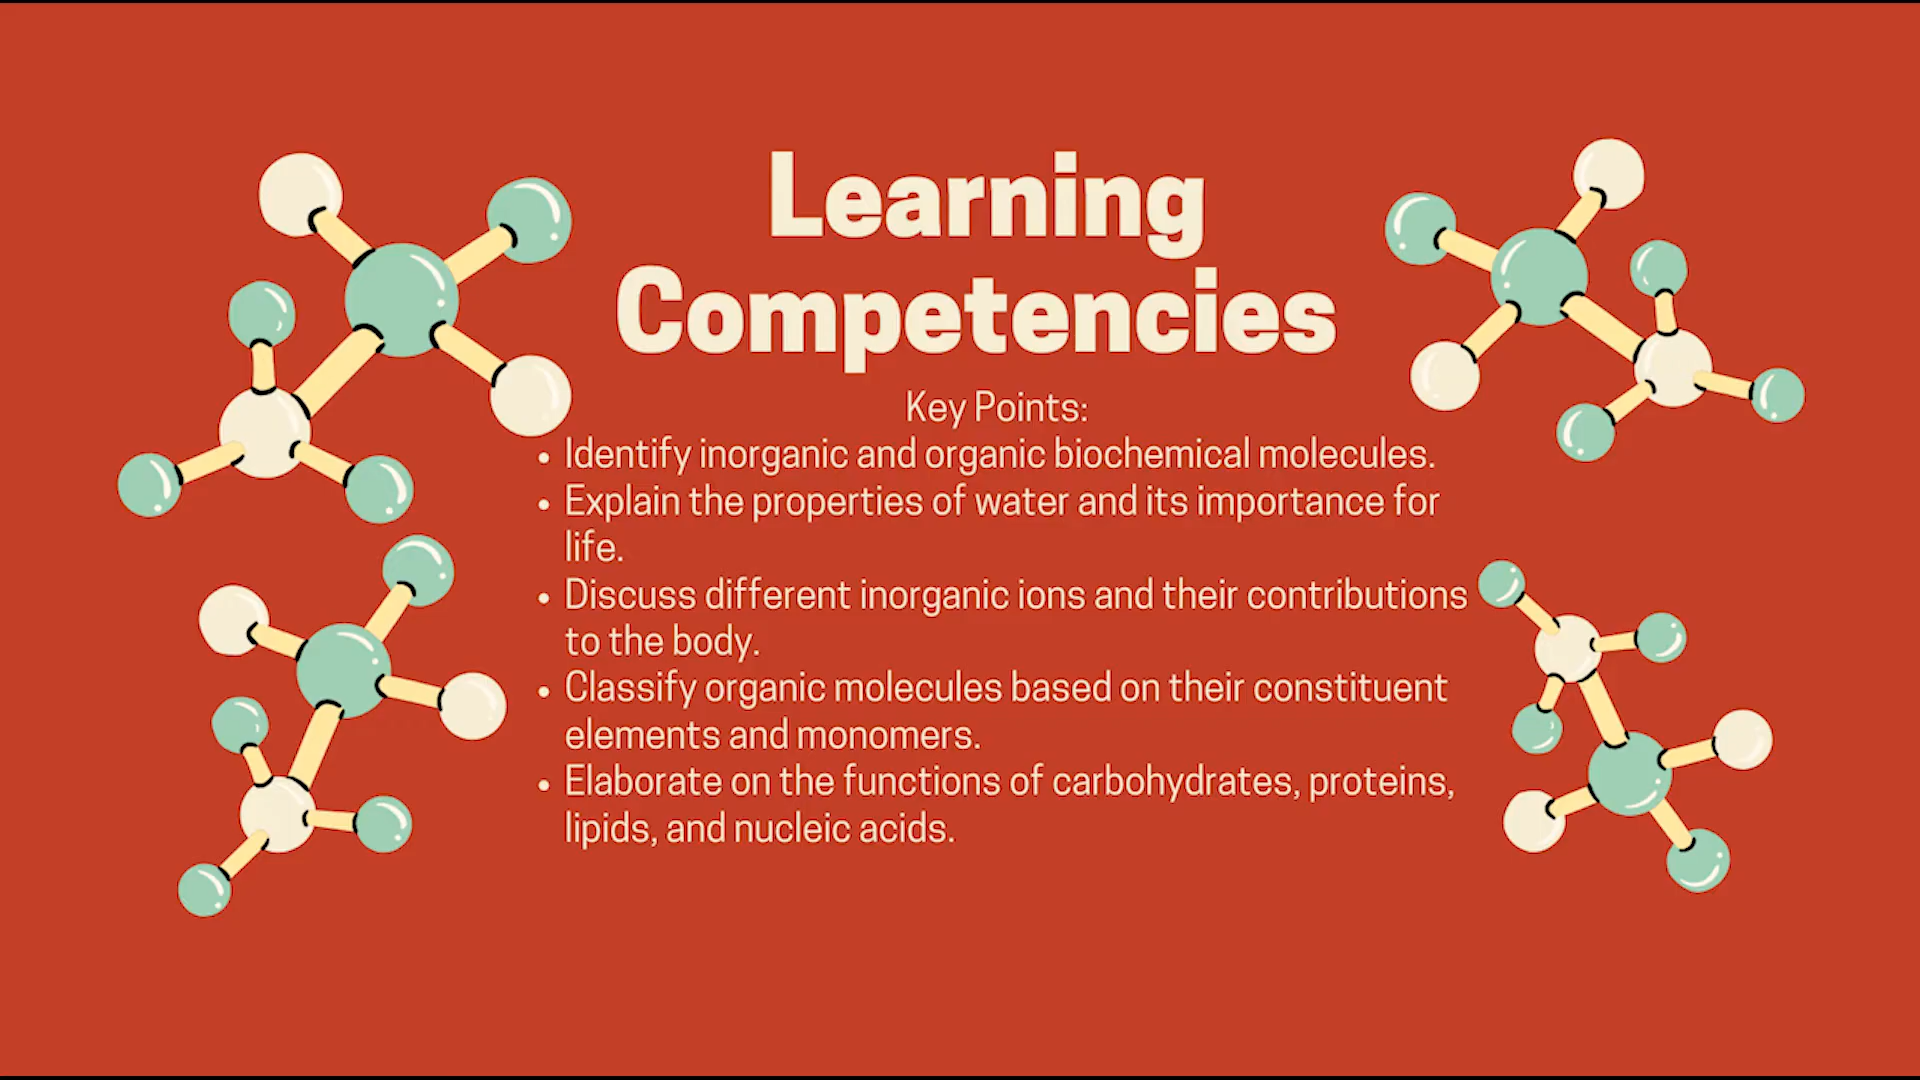 Learning
Competencies
Key Points:
• Identify inorganic and organic biochemical molecules.
• Explain the properties of water and its importance for
life.
• Discuss different inorganic ions and their contributions
to the body.
• Classify organic molecules based on their constituent
elements and monomers.
• Elaborate on the functions of carbohydrates, proteins,
lipids, and nucleic acids.